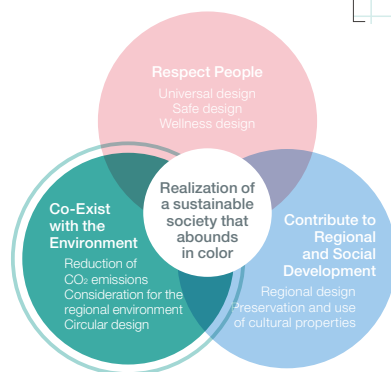 Respect People
Universal design
Safe design
Wellness design
Realization of
a sustainable
society that
abounds
in color
Co-Exist
with the
Environment
Reduction of
CO₂ emissions
Consideration for the
regional environment
Circular design
Contribute to
Regional
and Social
Development
Regional design
Preservation and use
of cultural properties